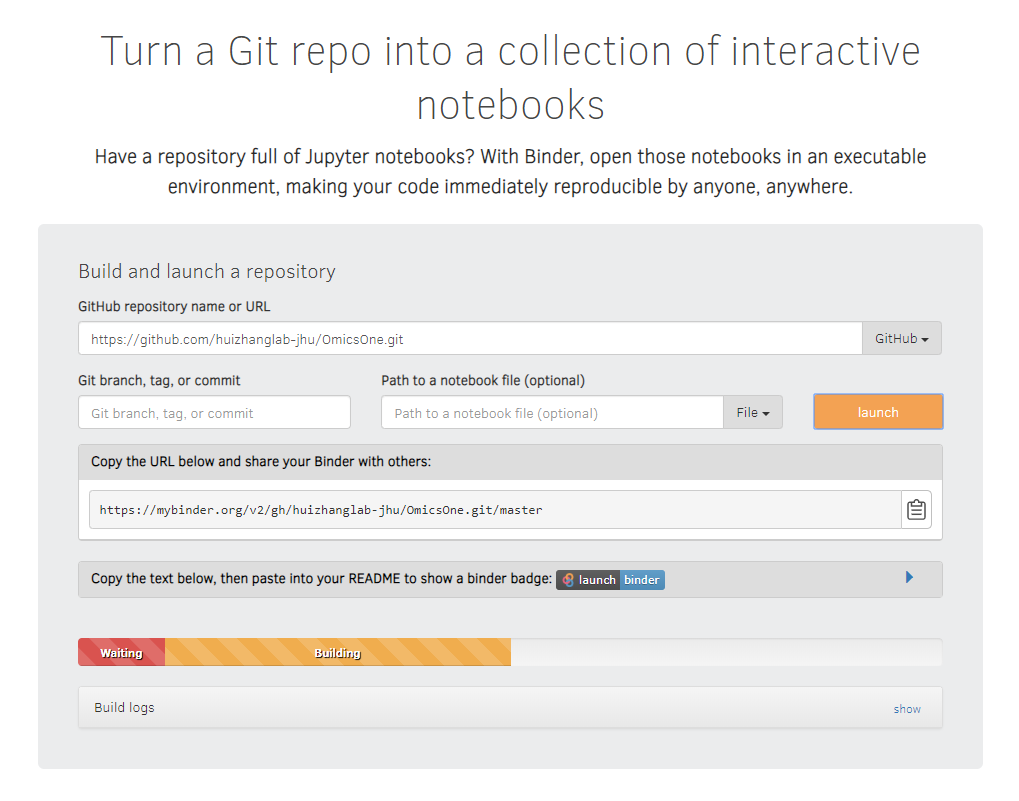 Turn a Git repo into a collection of interactive
notebooks
Have a repository full of Jupyter notebooks? With Binder, open those notebooks in an executable
environment, making your code immediately reproducible by anyone, anywhere.
Build and launch a repository
GitHub repository name or URL
https://github.com/huizhanglab-jhu/OmicsOne.git
GitHub
Git branch, tag, or commit
Path to a notebook file (optional)
Git branch, tag, or commit
Path to a notebook file (optional)
File
launch
Copy the URL below and share your Binder with others:
https://mybinder.org/v2/gh/huizhanglab-jhu/OmicsOne.git/master
Copy the text below, then paste into your README to show a binder badge: launch binder
Waiting
Building
Build logs
show